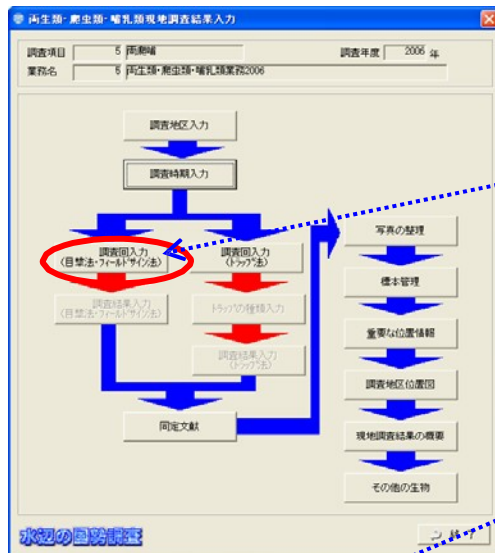 両生類・爬虫類・哺乳類現地調査結果入力
調査項目 5 両爬哺 調査年度 2006 年
業務名 6 両生類・爬虫類・哺乳類業務2006
調査地区入力
調査時期入力
調査回入力
(目撃法・フィールドサイン法)
調査回入力
(トラップ法)
調査結果入力
(目撃法・フィールドサイン法)
トラップの種類入力
調査結果入力
(トラップ法)
同定文献
写真の整理
標本管理
重要な位置情報
調査地区位置図
現地調査結果の概要
その他の生物
水辺の国勢調査
終了